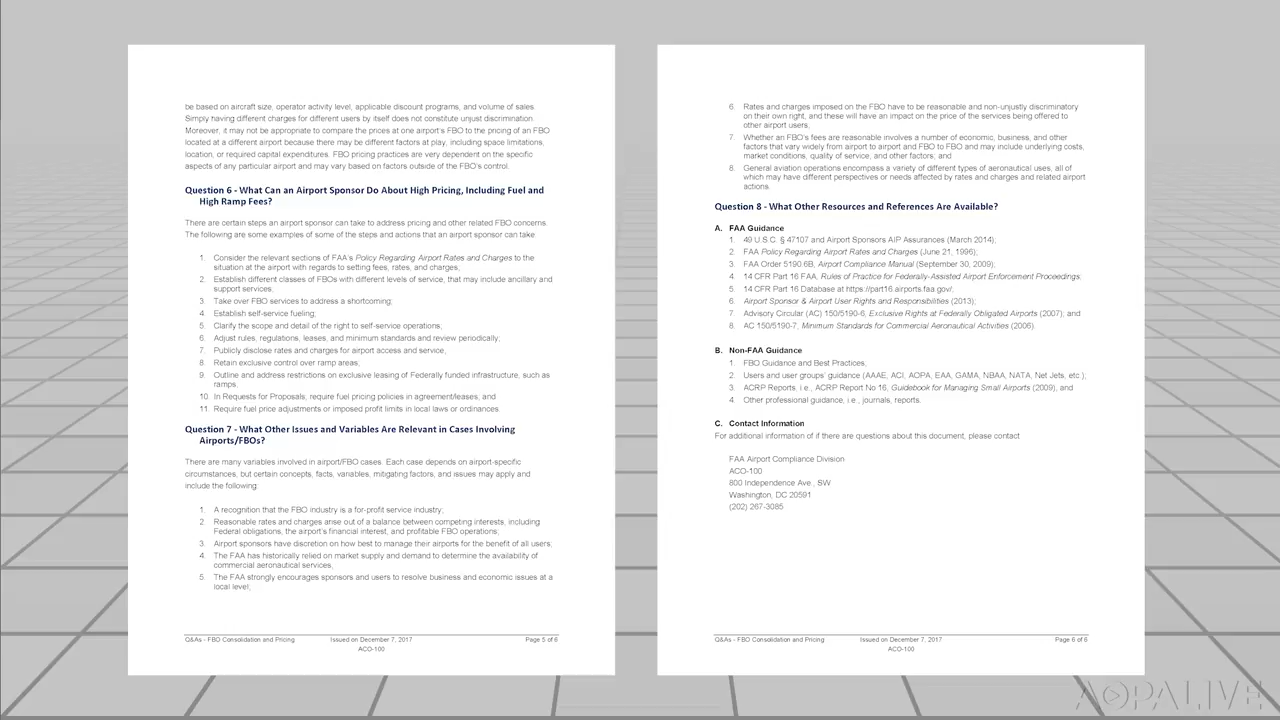 be based on aircraft size, operator activity level, applicable discount programs, and volume of sales.
Simply having different charges for different users by itself does not constitute unjust discrimination.
Moreover, it may not be appropriate to compare the prices at one airport's FBO to the pricing of an FBO
located at a different airport because there may be different factors at play, including space limitations,
location, or required capital expenditures. FBO pricing practices are very dependent on the specific
aspects of any particular airport and may vary based on factors outside of the FBO's control.
Question 6 - What Can an Airport Sponsor Do About High Pricing, Including Fuel and
High Ramp Fees?
There are certain steps an airport sponsor can take to address pricing and other related FBO concerns.
The following are some examples of some of the steps and actions that an airport sponsor can take
1. Consider the relevant sections of FAA's Policy Regarding Airport Rates and Charges to the
situation at the airport with regards to setting fees, rates, and charges;
2. Establish different classes of FBOs with different levels of service, that may include ancillary and
support services;
3. Take over FBO services to address a shortcoming;
4. Establish self-service fueling;
5. Clarify the scope and detail of the right to self-service operations;
6. Adjust rules, regulations, leases, and minimum standards and review periodically;
7. Publicly disclose rates and charges for airport access and service;
8. Retain exclusive control over ramp areas;
9. Outline and address restrictions on exclusive leasing of Federally funded infrastructure, such as
ramps;
10. In Requests for Proposals, require fuel pricing policies in agreement/leases; and
11. Require fuel price adjustments or imposed profit limits in local laws or ordinances.
Question 7 - What Other Issues and Variables Are Relevant in Cases Involving
Airports/FBOs?
There are many variables involved in airport/FBO cases. Each case depends on airport-specific
circumstances, but certain concepts, facts, variables, mitigating factors, and issues may apply and
include the following:
1. A recognition that the FBO industry is a for-profit service industry;
2. Reasonable rates and charges arise out of a balance between competing interests, including
Federal obligations, the airport's financial interest, and profitable FBO operations;
3. Airport sponsors have discretion on how best to manage their airports for the benefit of all users;
4. The FAA has historically relied on market supply and demand to determine the availability of
commercial aeronautical services;
5. The FAA strongly encourages sponsors and users to resolve business and economic issues at a
local level;
Q&As - FBO Consolidation and Pricing Issued on December 7, 2017 Page 5 of 6
ACO-100
6. Rates and charges imposed on the FBO have to be reasonable and non-unjustly discriminatory
on their own right, and these will have an impact on the price of the services being offered to
other airport users;
7. Whether an FBO's fees are reasonable involves a number of economic, business, and other
factors that vary widely from airport to airport and FBO to FBO and may include underlying costs,
market conditions, quality of service, and other factors; and
8. General aviation operations encompass a variety of different types of aeronautical uses, all of
which may have different perspectives or needs affected by rates and charges and related airport
actions.
Question 8 - What Other Resources and References Are Available?
A. FAA Guidance
1. 49 U.S.C. § 47107 and Airport Sponsors AIP Assurances (March 2014);
2. FAA Policy Regarding Airport Rates and Charges (June 21, 1996);
3. FAA Order 5190.6B, Airport Compliance Manual (September 30, 2009);
4. 14 CFR Part 16 FAA, Rules of Practice for Federally-Assisted Airport Enforcement Proceedings;
5. 14 CFR Part 16 Database at https://part16.airports.faa.gov/;
6. Airport Sponsor & Airport User Rights and Responsibilities (2013);
7. Advisory Circular (AC) 150/5190-6, Exclusive Rights at Federally Obligated Airports (2007); and
8. AC 150/5190-7, Minimum Standards for Commercial Aeronautical Activities (2006)
B. Non-FAA Guidance
1. FBO Guidance and Best Practices;
2. Users and user groups' guidance (AAAE, ACI, AOPA, EAA, GAMA, NBAA, NATA, Net Jets, etc.);
3. ACRP Reports. i.e., ACRP Report No 16, Guidebook for Managing Small Airports (2009); and
4. Other professional guidance, i.e., journals, reports.
C. Contact Information
For additional information of if there are questions about this document, please contact
FAA Airport Compliance Division
ACO-100
800 Independence Ave., SW
Washington, DC 20591
(202) 267-3085
Q&As - FBO Consolidation and Pricing Issued on December 7, 2017 Page 6 of 6
ACO-100
AOPALIVE